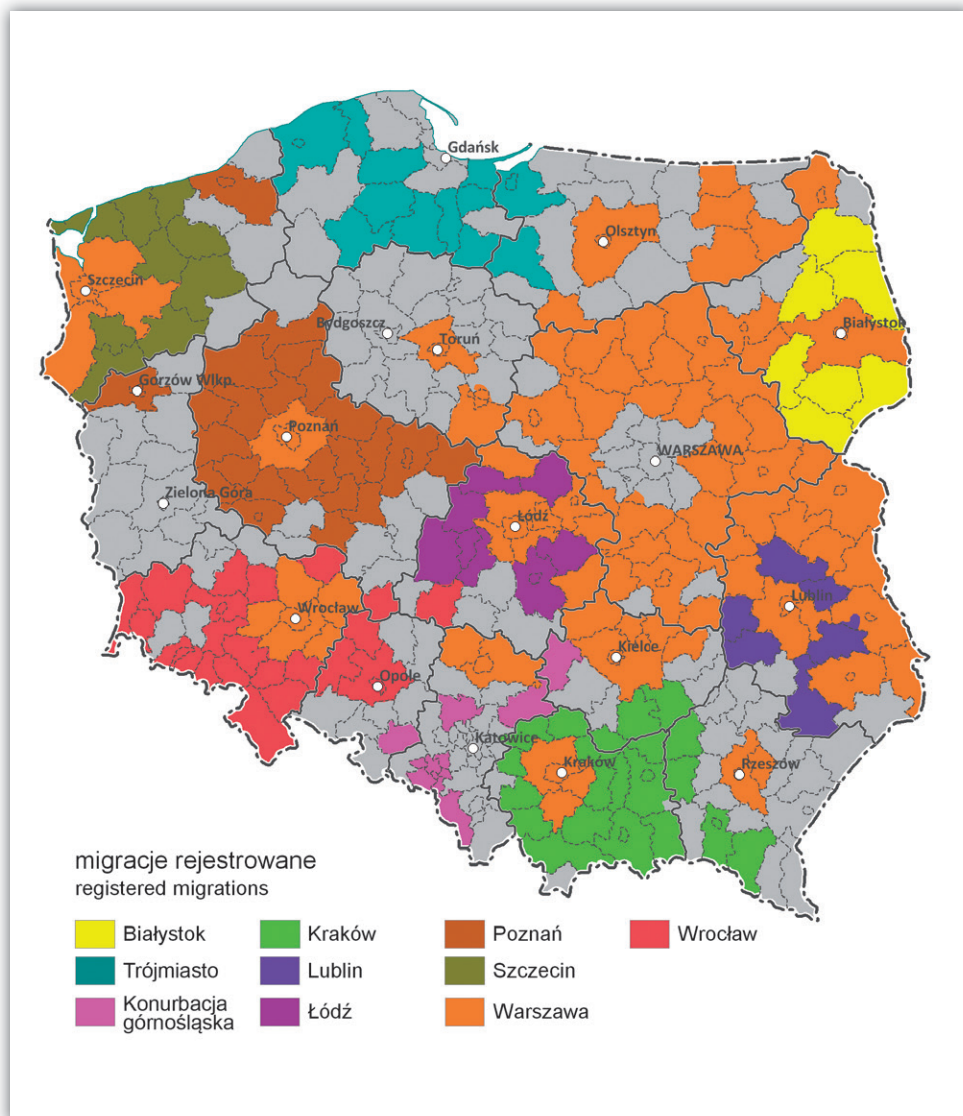 Gdańsk
Olsztyn
Szczecin
Bydgoszcz
Białystok
Toruń
Gorzów Wlkp.
Poznań
WARSZAWA
Zielona Góra
Łódź
Wrocław
Lublin
Kielce
Opole
Katowice
Kraków
Rzeszów
migracje rejestrowane
registered migrations
Białystok
Kraków
Poznań
Wrocław
Trójmiasto
Lublin
Szczecin
Konurbacja
górnośląska
Łódź
Warszawa